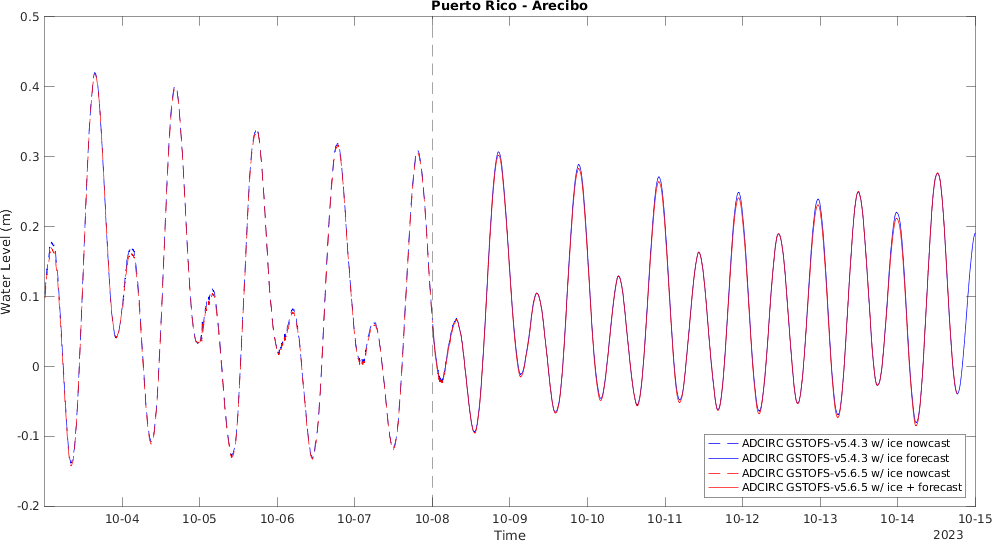 Puerto Rico - Arecibo
0.5
0.4
0.3
0.2
0.1
0
-0.1
-0.2
Water Level (m)
ADCIRC GSTOFS-v5.4.3 w/ ice nowcast
ADCIRC GSTOFS-v5.4.3 w/ ice forecast
ADCIRC GSTOFS-v5.6.5 w/ ice nowcast
ADCIRC GSTOFS-v5.6.5 w/ ice + forecast
10-04 10-05 10-06 10-07 10-08 10-09 10-10 10-11 10-12 10-13 10-14 10-15
Time
2023